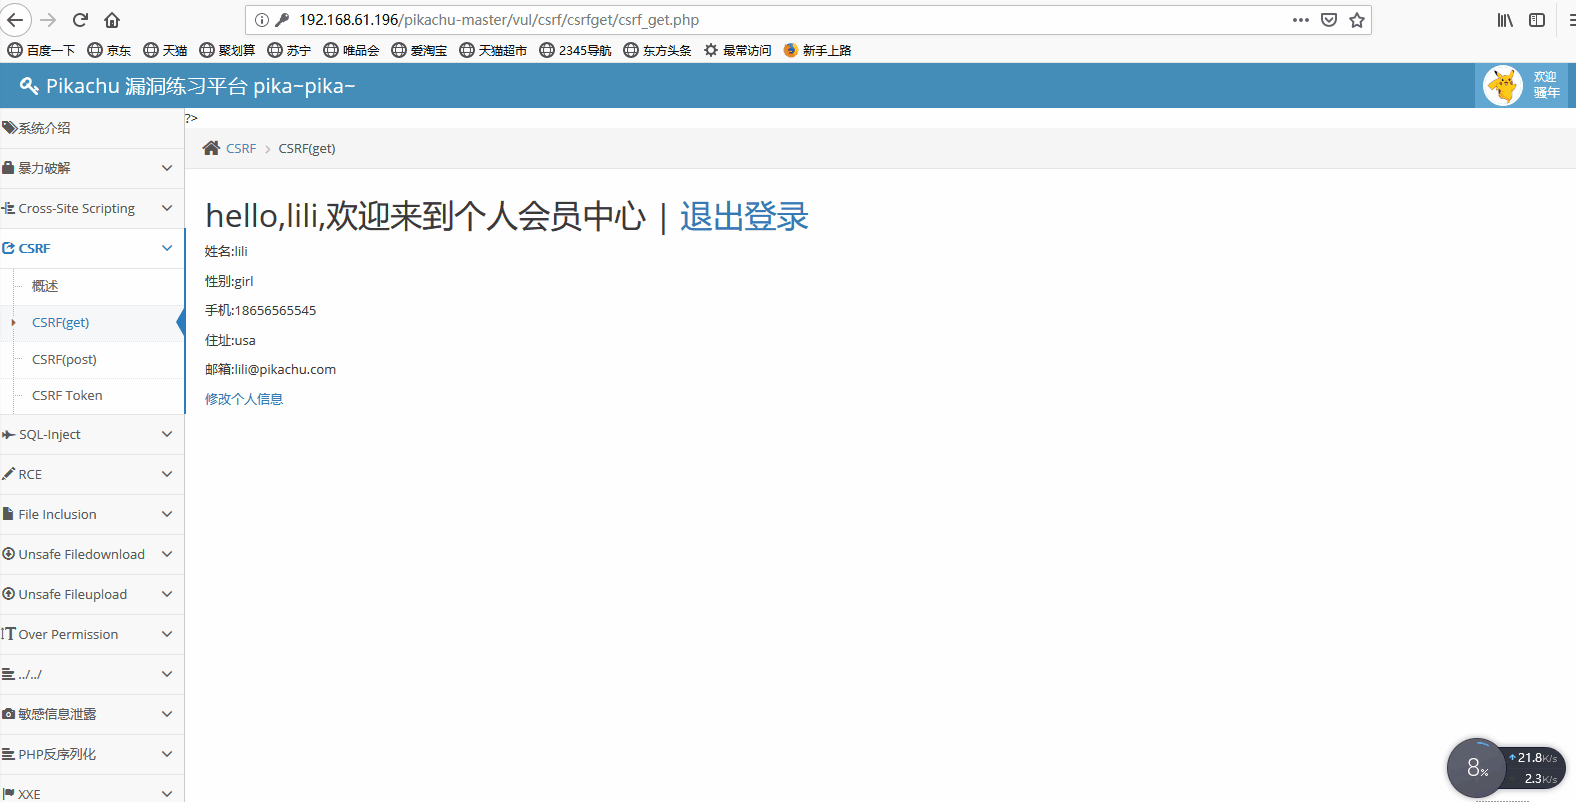 192.168.61.196/pikachu-master/vul/csrf/csrfget/csrf_get.php
百度一下 京东 天猫 聚划算 苏宁 唯品会 爱淘宝 天猫超市 2345导航 东方头条 最常访问 新手上路
Pikachu 漏洞练习平台 pika~pika~
欢迎
骚年
系统介绍
暴力破解
Cross-Site Scripting
CSRF
概述
CSRF(get)
CSRF(post)
CSRF Token
SQL-Inject
RCE
File Inclusion
Unsafe Filedownload
Unsafe Fileupload
Over Permission
../../
敏感信息泄露
PHP反序列化
XXE
?>
CSRF > CSRF(get)
hello,lili,欢迎来到个人会员中心 | 退出登录
姓名:lili
性别:girl
手机:18656565545
住址:usa
邮箱:lili@pikachu.com
修改个人信息
8%
21.8K/s
2.3K/s